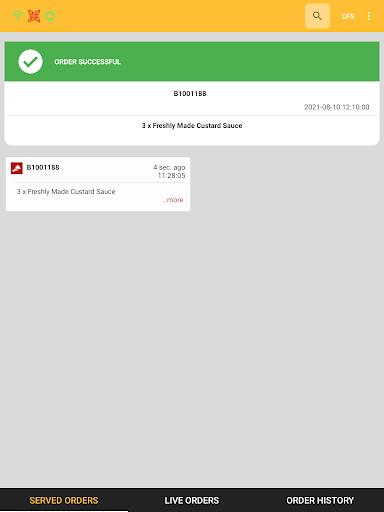 OFS
ORDER SUCCESSFUL
B1001188
2021-08-10 12:10:00
3 x Freshly Made Custard Sauce
B1001188
4 sec. ago
11:28:05
3 x Freshly Made Custard Sauce
...more
SERVED ORDERS
LIVE ORDERS
ORDER HISTORY